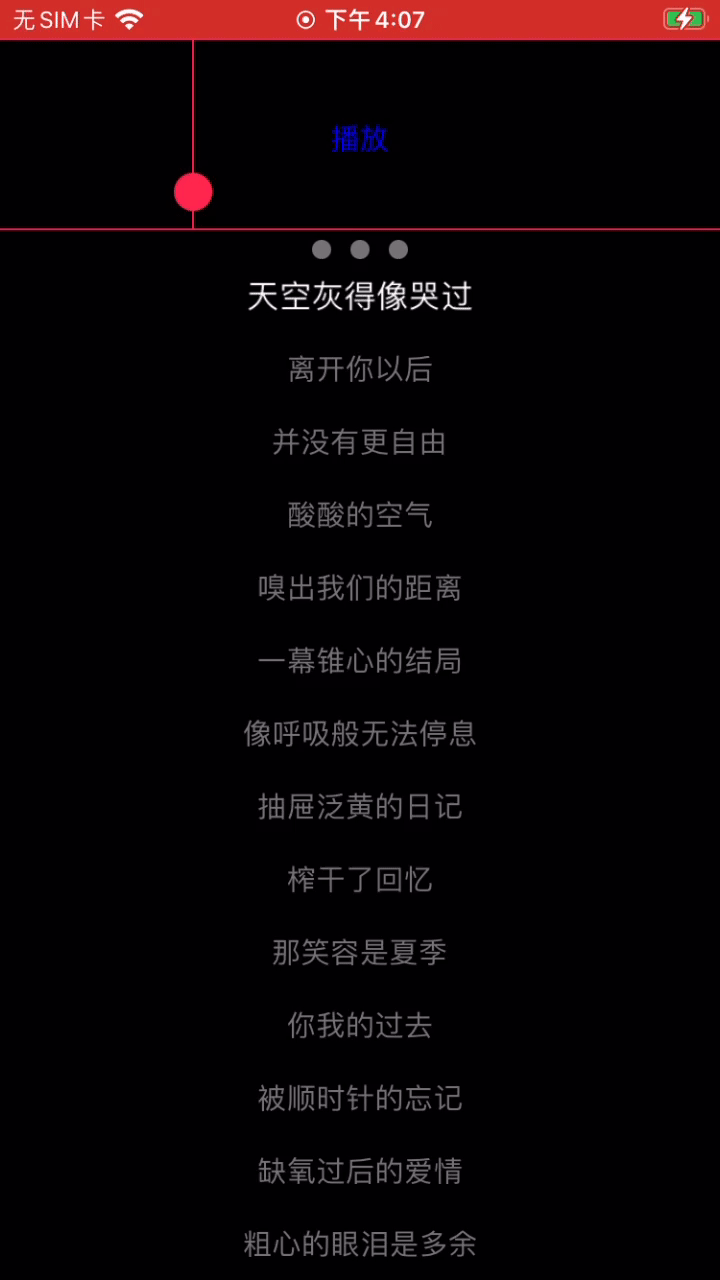 无SIM卡 下午4:07
播放
天空灰得像哭过
离开你以后
并没有更自由
酸酸的空气
嗅出我们的距离
一幕锥心的结局
像呼吸般无法停息
抽屉泛黄的日记
榨干了回忆
那笑容是夏季
你我的过去
被顺时针的忘记
缺氧过后的爱情
粗心的眼泪是多余